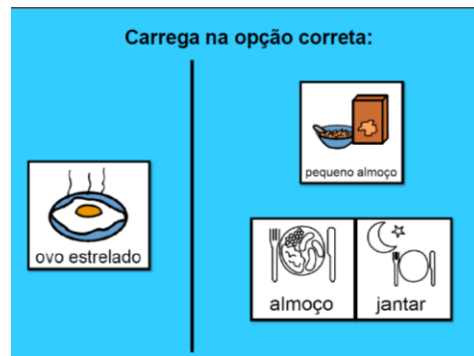 Carrega na opção correta:
ovo estrelado
pequeno almoço
almoço
jantar